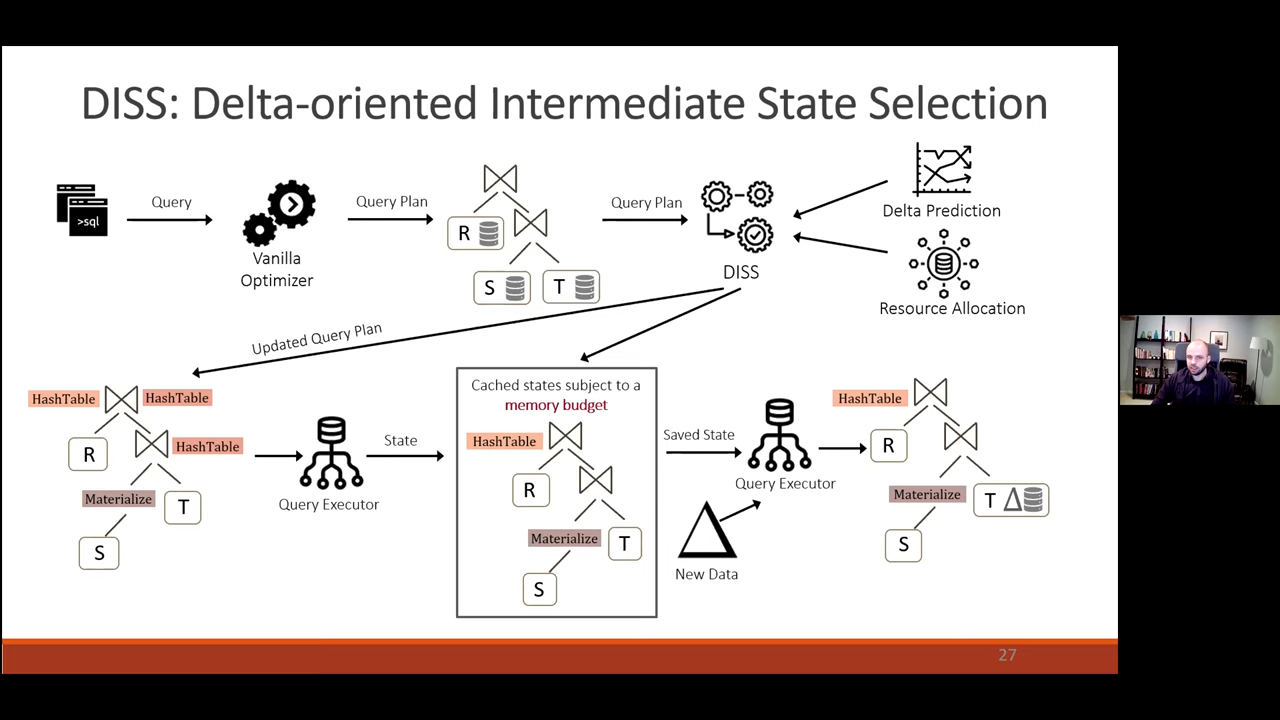 DISS: Delta-oriented Intermediate State Selection
>sql
Query
Vanilla
Optimizer
Query Plan
R
S
T
Query Plan
DISS
Delta Prediction
Resource Allocation
Updated Query Plan
HashTable
HashTable
R
HashTable
Materialize
T
S
Query Executor
State
Cached states subject to a
memory budget
HashTable
R
Materialize
T
S
Saved State
New Data
Query Executor
HashTable
R
Materialize
T Δ
S
27